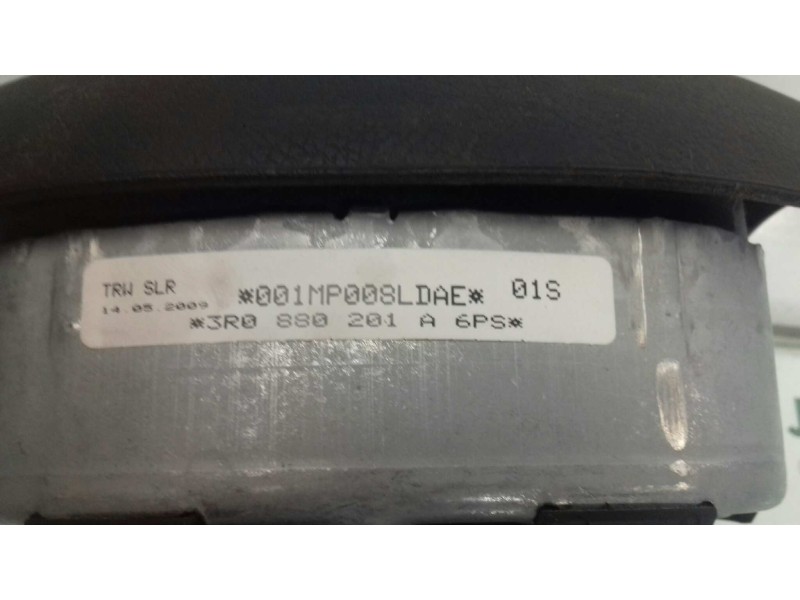 TRW SLR *001MP008LDAE* 01S
14.05.2009
*3R0 880 201 A 6PS*